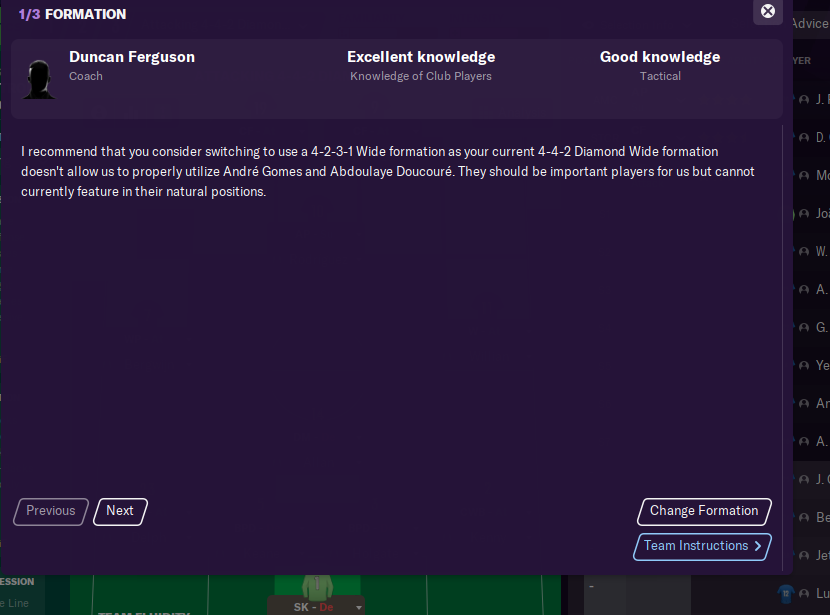 1/3 FORMATION
Advice
Duncan Ferguson
Excellent knowledge
Good knowledge
Coach
Knowledge of Club Players
Tactical
YER
J.
D.
Mo
I recommend that you consider switching to use a 4-2-3-1 Wide formation as your current 4-4-2 Diamond Wide formation
doesn't allow us to properly utilize André Gomes and Abdoulaye Doucouré. They should be important players for us but cannot
currently feature in their natural positions.
Joã
W.
A.
G.
Ye
An
A.
J.
Previous
Next
Change Formation
Be
Team Instructions
Jet
ESSION
e Line
TEAM FLUIDITY
SK - De
-
Lu